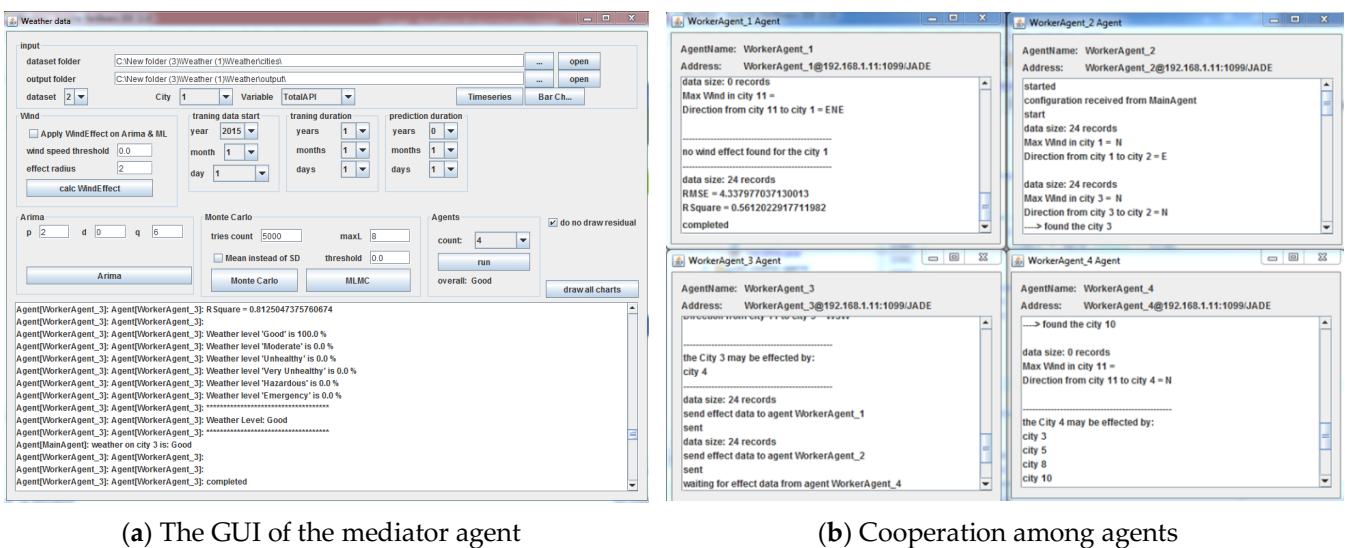 Weather data
input
dataset folder C:\New folder (3)\Weather (1)\Weather\cities\ ... open
output folder C:\New folder (3)\Weather (1)\Weather\output\ ... open
dataset 2 City 1 Variable TotalAPI Timeseries Bar Ch...
Wind
Apply WindEffect on Arima & ML
wind speed threshold 0.0
effect radius 2
calc WindEffect
traning data start
year 2015
month 1
day 1
traning duration
years 1
months 1
days 1
prediction duration
years 0
months 1
days 1
Arima
p 2 d 0 q 6
Arima
Monte Carlo
tries count 5000 maxL 8
Mean instead of SD threshold 0.0
Monte Carlo MLMC
Agents
count: 4
run
overall: Good
do no draw residual
draw all charts
Agent[WorkerAgent_3]: Agent[WorkerAgent_3]: R Square = 0.8125047375760674
Agent[WorkerAgent_3]: Agent[WorkerAgent_3]:
Agent[WorkerAgent_3]: Agent[WorkerAgent_3]: Weather level 'Good' is 100.0 %
Agent[WorkerAgent_3]: Agent[WorkerAgent_3]: Weather level 'Moderate' is 0.0 %
Agent[WorkerAgent_3]: Agent[WorkerAgent_3]: Weather level 'Unhealthy' is 0.0 %
Agent[WorkerAgent_3]: Agent[WorkerAgent_3]: Weather level 'Very Unhealthy' is 0.0 %
Agent[WorkerAgent_3]: Agent[WorkerAgent_3]: Weather level 'Hazardous' is 0.0 %
Agent[WorkerAgent_3]: Agent[WorkerAgent_3]: Weather level 'Emergency' is 0.0 %
Agent[WorkerAgent_3]: Agent[WorkerAgent_3]: ************************************
Agent[WorkerAgent_3]: Agent[WorkerAgent_3]: Weather Level: Good
Agent[WorkerAgent_3]: Agent[WorkerAgent_3]: ************************************
Agent[MainAgent]: weather on city 3 is: Good
Agent[WorkerAgent_3]: Agent[WorkerAgent_3]:
Agent[WorkerAgent_3]: Agent[WorkerAgent_3]:
Agent[WorkerAgent_3]: Agent[WorkerAgent_3]: completed
(a) The GUI of the mediator agent
WorkerAgent_1 Agent
AgentName: WorkerAgent_1
Address: WorkerAgent_1@192.168.1.11:1099/JADE
data size: 0 records
Max Wind in city 11 =
Direction from city 11 to city 1 = ENE
--------------------------------------------------
no wind effect found for the city 1
--------------------------------------------------
data size: 24 records
RMSE = 4.337977037130013
R Square = 0.5612022917711982
completed
WorkerAgent_2 Agent
AgentName: WorkerAgent_2
Address: WorkerAgent_2@192.168.1.11:1099/JADE
started
configuration received from MainAgent
start
data size: 24 records
Max Wind in city 1 = N
Direction from city 1 to city 2 = E
data size: 24 records
Max Wind in city 3 = N
Direction from city 3 to city 2 = N
----> found the city 3
WorkerAgent_3 Agent
AgentName: WorkerAgent_3
Address: WorkerAgent_3@192.168.1.11:1099/JADE
Direction from city 11 to city 3 = WSW
--------------------------------------------------
the City 3 may be effected by:
city 4
--------------------------------------------------
data size: 24 records
send effect data to agent WorkerAgent_1
sent
data size: 24 records
send effect data to agent WorkerAgent_2
sent
waiting for effect data from agent WorkerAgent_4
WorkerAgent_4 Agent
AgentName: WorkerAgent_4
Address: WorkerAgent_4@192.168.1.11:1099/JADE
----> found the city 10
data size: 0 records
Max Wind in city 11 =
Direction from city 11 to city 4 = N
--------------------------------------------------
the City 4 may be effected by:
city 3
city 5
city 8
city 10
(b) Cooperation among agents